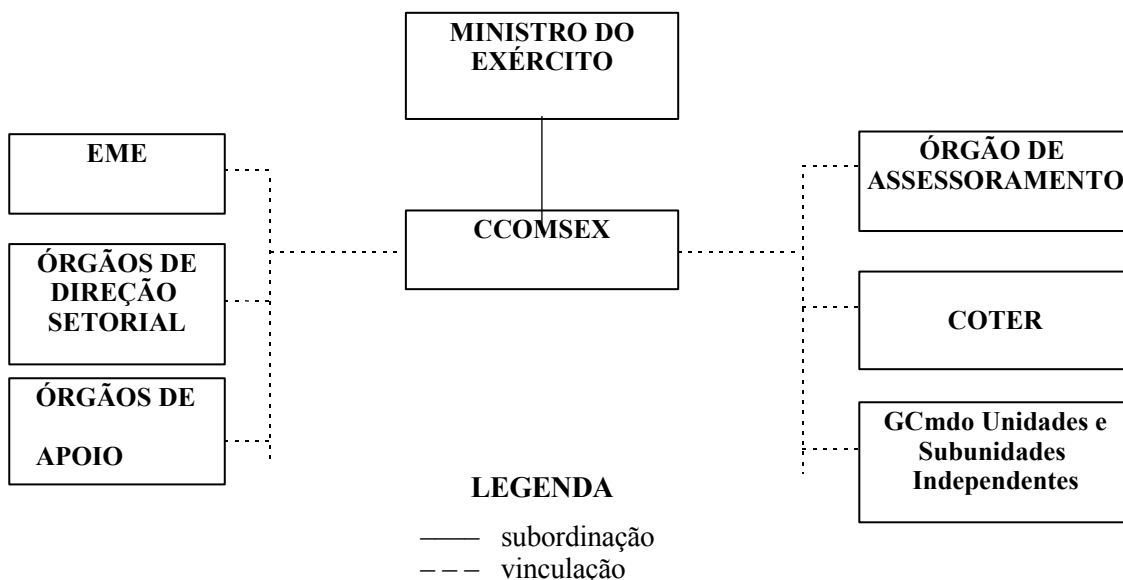 MINISTRO DO
EXÉRCITO
EME
ÓRGÃO DE
ASSESSORAMENTO
CCOMSEX
ÓRGÃOS DE
DIREÇÃO
SETORIAL
COTER
ÓRGÃOS DE
APOIO
GCmdo Unidades e
Subunidades
Independentes
LEGENDA
subordinação
vinculação